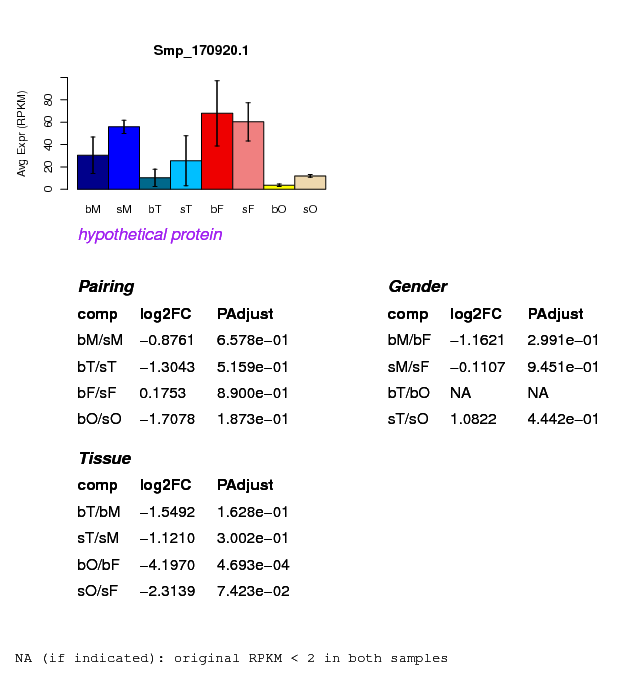 Smp_170920.1
Avg Expr (RPKM)
0 20 40 60 80
bM sM bT sT bF sF bO sO
hypothetical protein
Pairing
comp log2FC PAdjust
bM/sM −0.8761 6.578e−01
bT/sT −1.3043 5.159e−01
bF/sF 0.1753 8.900e−01
bO/sO −1.7078 1.873e−01
Gender
comp log2FC PAdjust
bM/bF −1.1621 2.991e−01
sM/sF −0.1107 9.451e−01
bT/bO NA NA
sT/sO 1.0822 4.442e−01
Tissue
comp log2FC PAdjust
bT/bM −1.5492 1.628e−01
sT/sM −1.1210 3.002e−01
bO/bF −4.1970 4.693e−04
sO/sF −2.3139 7.423e−02
NA (if indicated): original RPKM < 2 in both samples